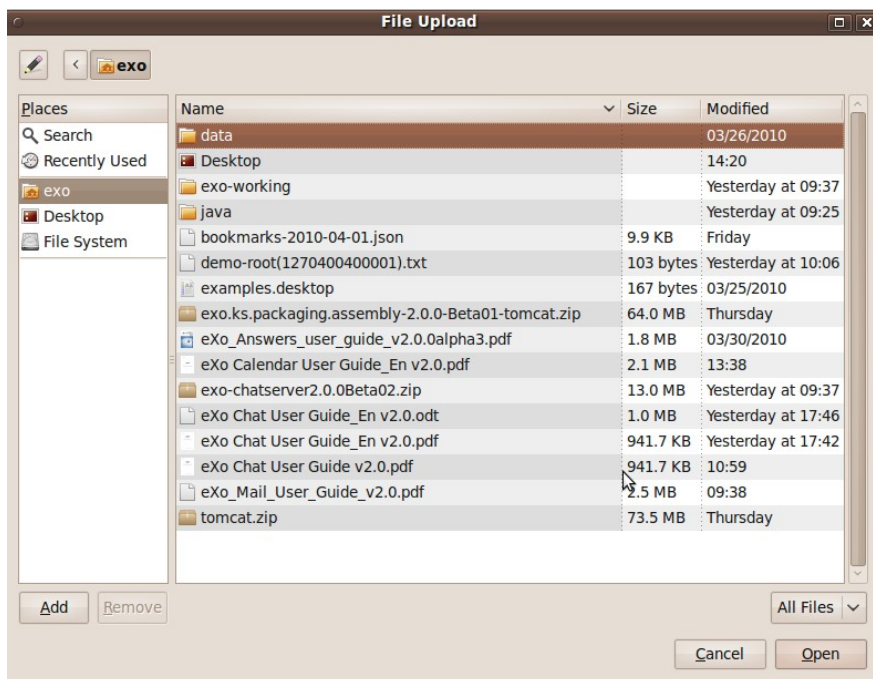 File Upload
exo
Places
Search
Recently Used
exo
Desktop
File System
Name Size Modified
data 03/26/2010
Desktop 14:20
exo-working Yesterday at 09:37
java Yesterday at 09:25
bookmarks-2010-04-01.json 9.9 KB Friday
demo-root(1270400400001).txt 103 bytes Yesterday at 10:06
examples.desktop 167 bytes 03/25/2010
exo.ks.packaging.assembly-2.0.0-Beta01-tomcat.zip 64.0 MB Thursday
eXo_Answers_user_guide_v2.0.0alpha3.pdf 1.8 MB 03/30/2010
eXo Calendar User Guide_En v2.0.pdf 2.1 MB 13:38
exo-chatserver2.0.0Beta02.zip 13.0 MB Yesterday at 09:37
eXo Chat User Guide_En v2.0.odt 1.0 MB Yesterday at 17:46
eXo Chat User Guide_En v2.0.pdf 941.7 KB Yesterday at 17:42
eXo Chat User Guide v2.0.pdf 941.7 KB 10:59
eXo_Mail_User_Guide_v2.0.pdf 2.5 MB 09:38
tomcat.zip 73.5 MB Thursday
Add Remove All Files
Cancel Open